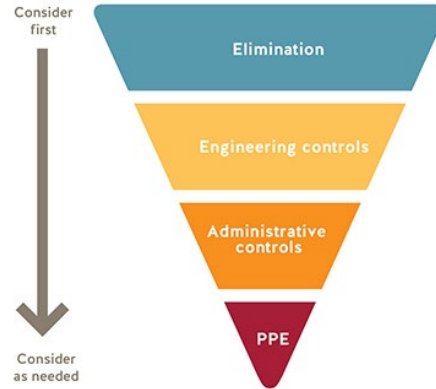 Consider
first
Elimination
Engineering controls
Administrative
controls
PPE
Consider
as needed